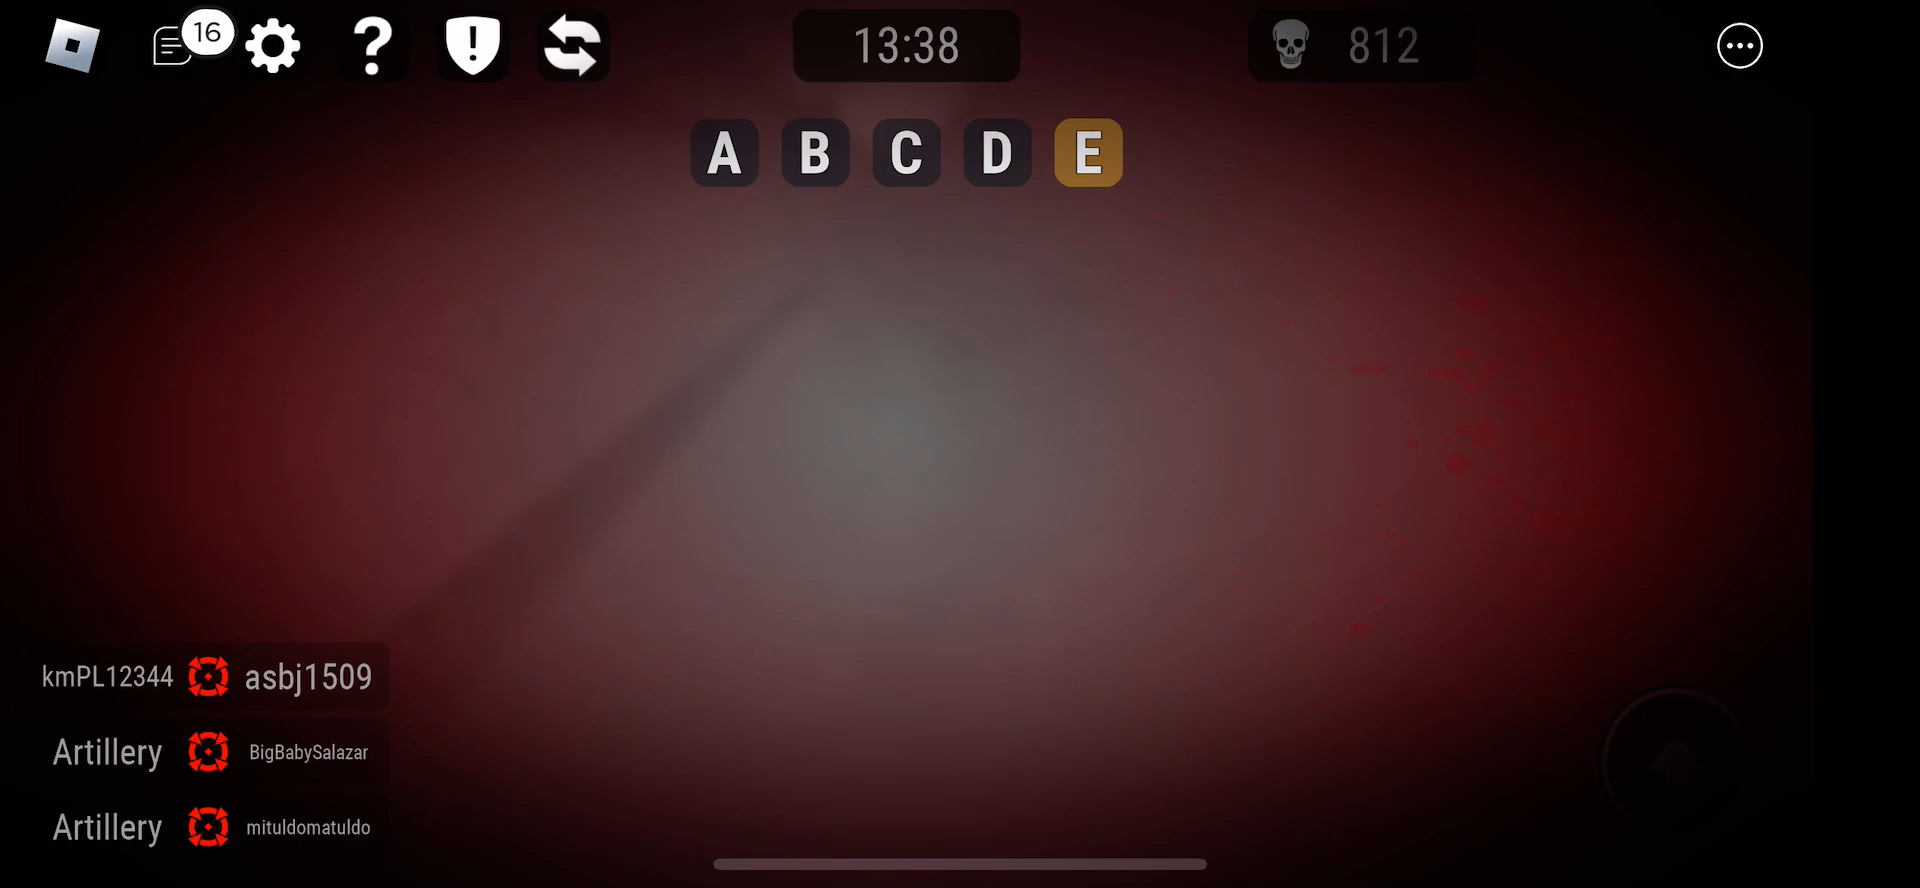 16
13:38
812
A B C D E
kmPL12344 asbj1509
Artillery BigBabySalazar
Artillery mituldomatuldo